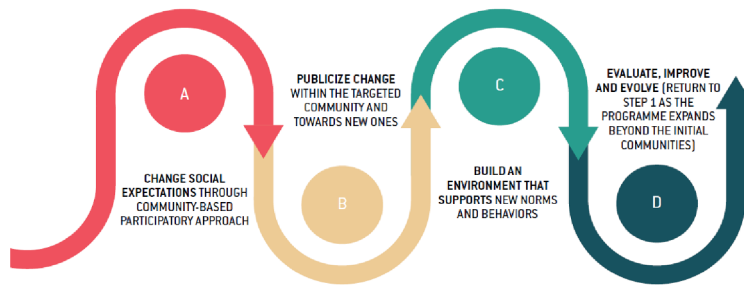 A
CHANGE SOCIAL
EXPECTATIONS THROUGH
COMMUNITY-BASED
PARTICIPATORY APPROACH
PUBLICIZE CHANGE
WITHIN THE TARGETED
COMMUNITY AND
TOWARDS NEW ONES
B
C
BUILD AN
ENVIRONMENT THAT
SUPPORTS NEW NORMS
AND BEHAVIORS
EVALUATE, IMPROVE
AND EVOLVE (RETURN TO
STEP 1 AS THE
PROGRAMME EXPANDS
BEYOND THE INITIAL
COMMUNITIES)
D